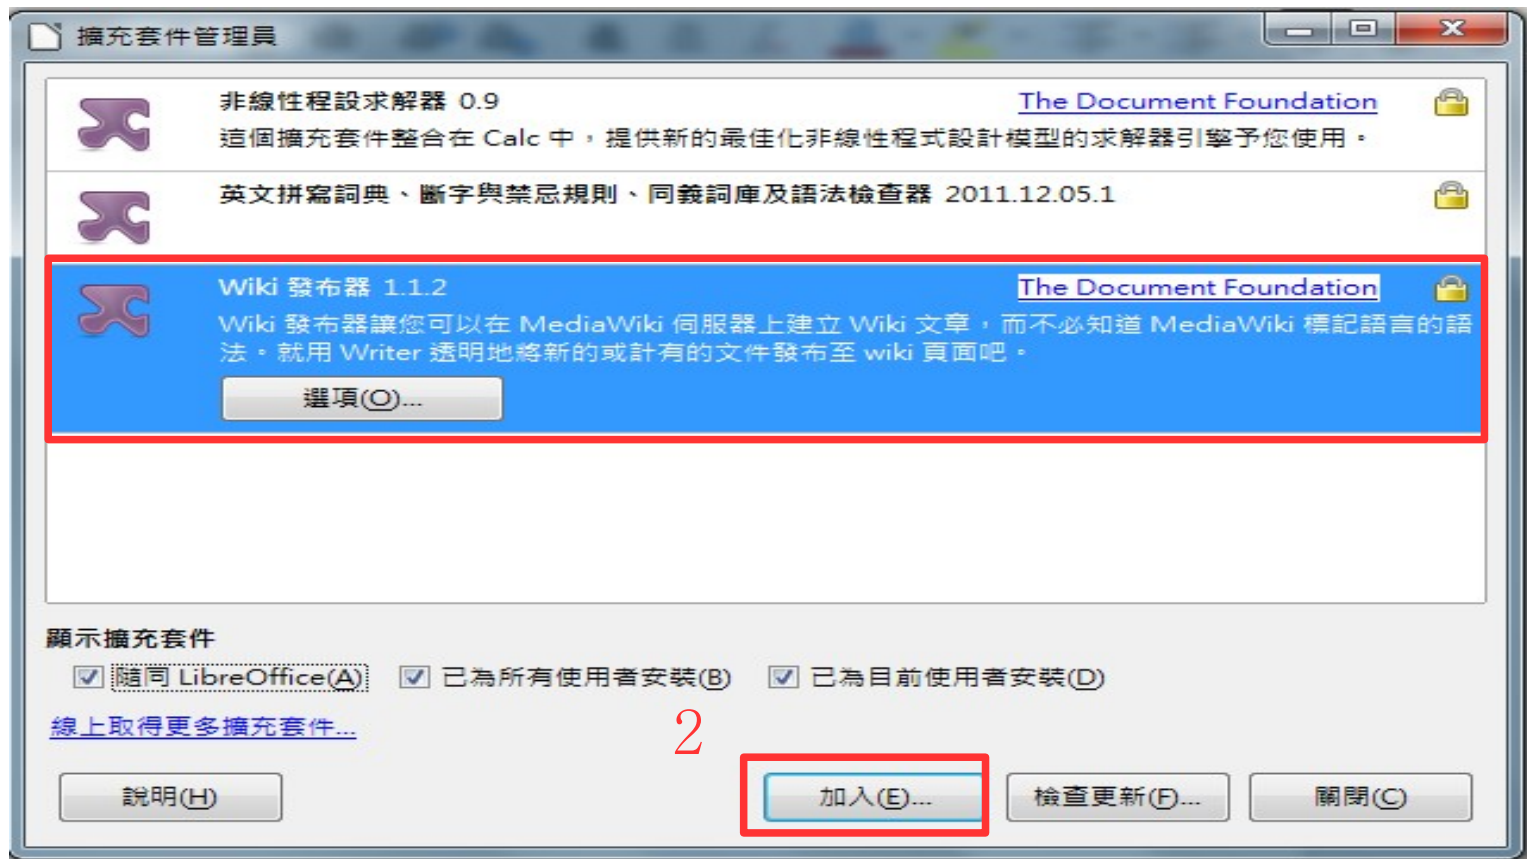 擴充套件管理員
非線性程設求解器 0.9 The Document Foundation
這個擴充套件整合在 Calc 中，提供新的最佳化非線性程式設計模型的求解器引擎予您使用。
英文拼寫詞典、斷字與禁忌規則、同義詞庫及語法檢查器 2011.12.05.1
Wiki 發布器 1.1.2 The Document Foundation
Wiki 發布器讓您可以在 MediaWiki 伺服器上建立 Wiki 文章，而不必知道 MediaWiki 標記語言的語
法。就用 Writer 透明地將新的或計有的文件發布至 wiki 頁面吧。
選項(O)...
顯示擴充套件
隨同 LibreOffice(A) 已為所有使用者安裝(B) 已為目前使用者安裝(D)
線上取得更多擴充套件...
2
說明(H) 加入(E)... 檢查更新(F)... 關閉(C)